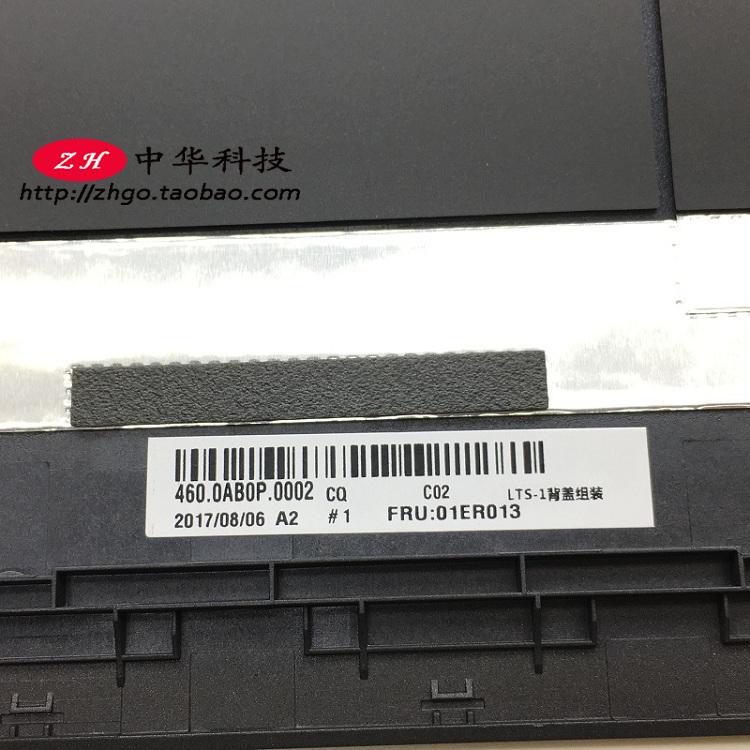 ZH 中华科技
http://zhgo.taobao.com
460.0AB0P.0002 CQ C02 LTS-1背盖组装
2017/08/06 A2 #1 FRU:01ER013